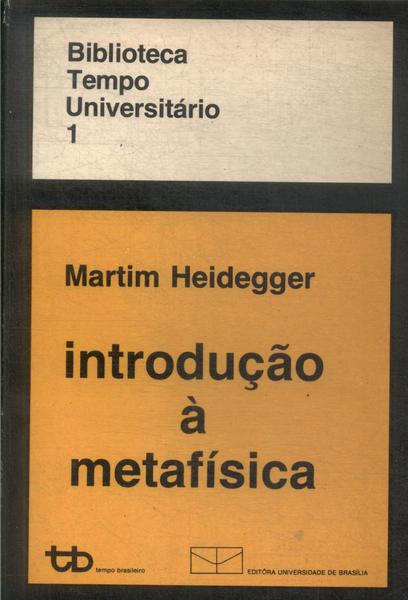 Biblioteca
Tempo
Universitário
1
Martim Heidegger
introdução
à
metafísica
tb
tempo brasileiro
EDITÔRA UNIVERSIDADE DE BRASÍLIA